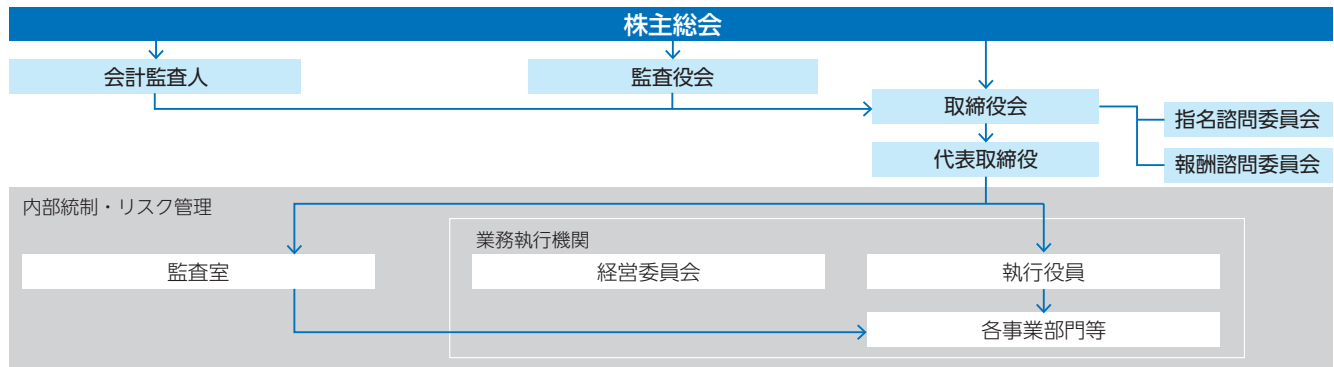 株主総会
会計監査人
監査役会
取締役会
指名諮問委員会
代表取締役
報酬諮問委員会
内部統制・リスク管理
業務執行機関
監査室
経営委員会
執行役員
各事業部門等